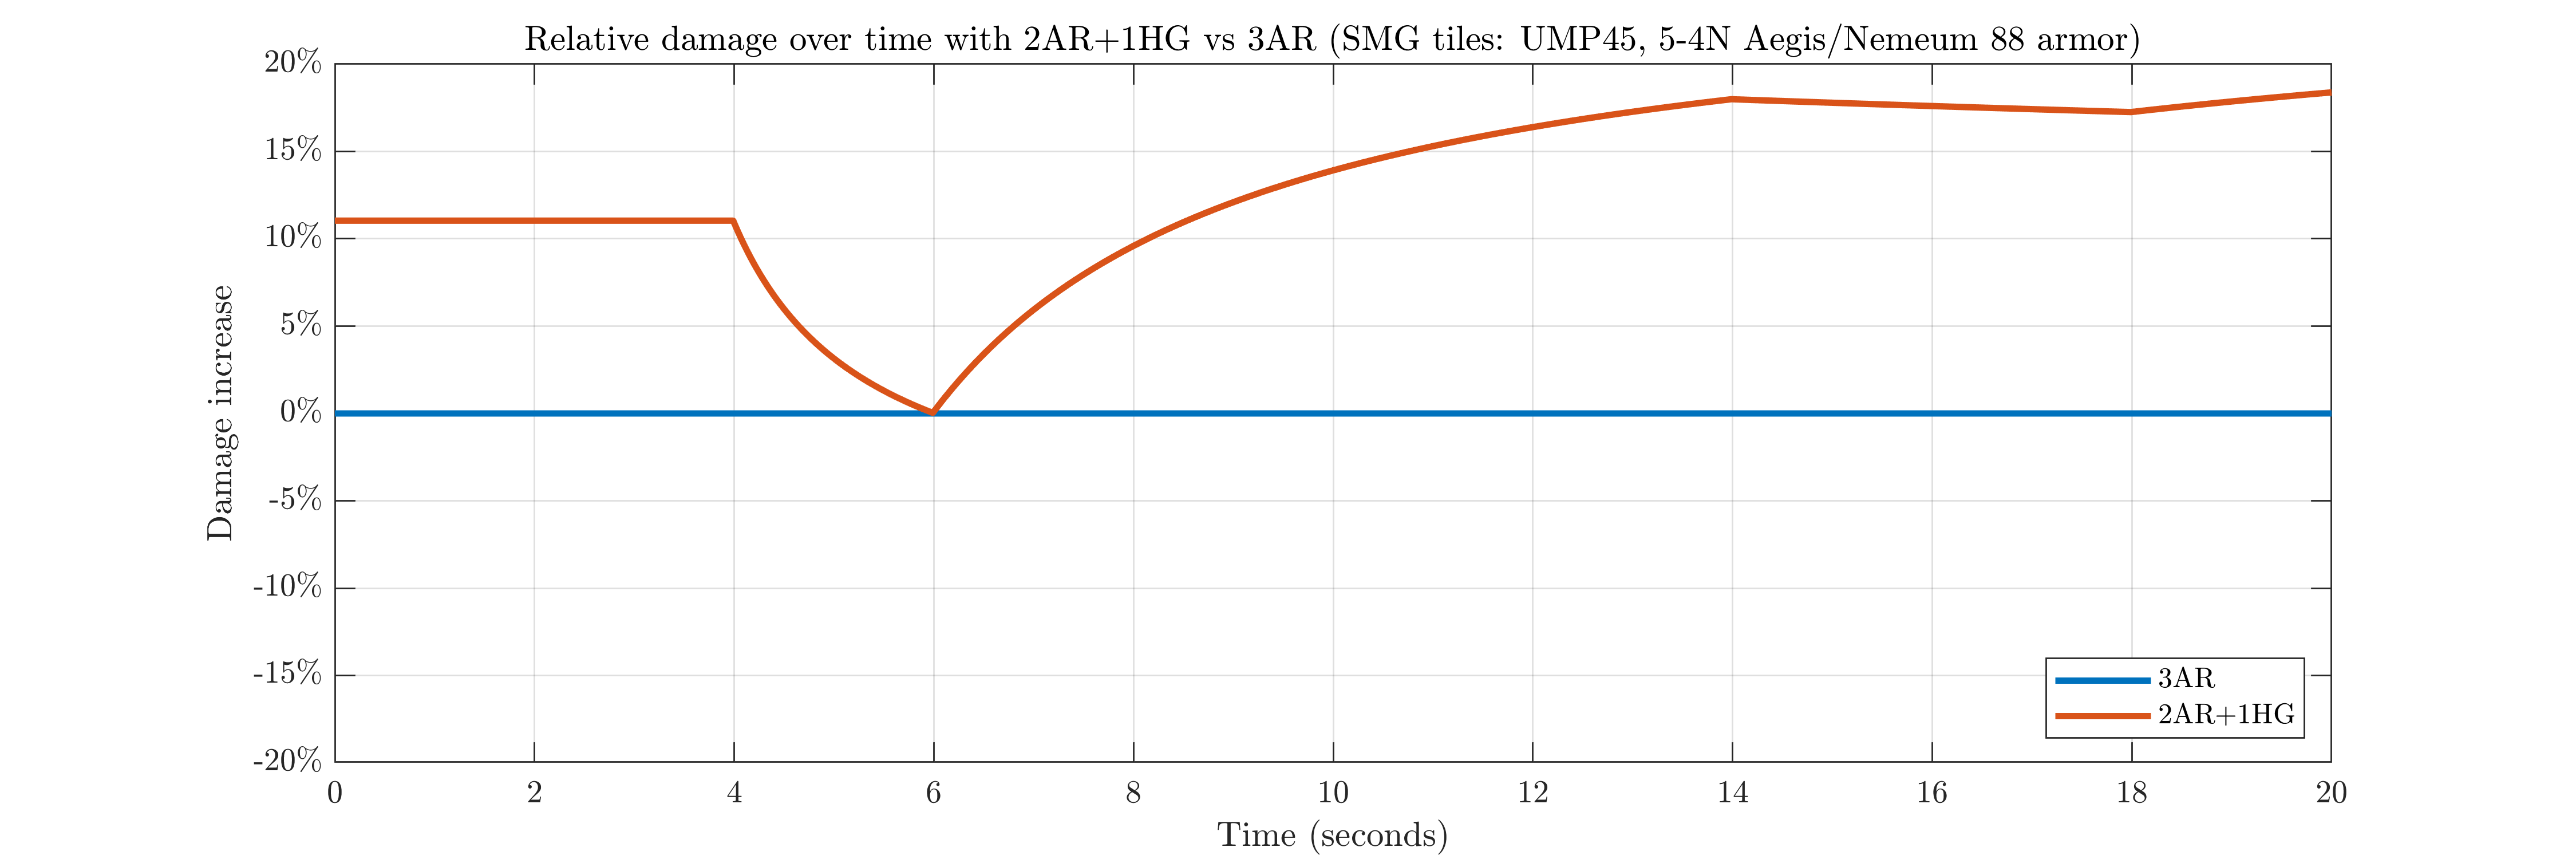 Relative damage over time with 2AR+1HG vs 3AR (SMG tiles: UMP45, 5-4N Aegis/Nemeum 88 armor)
20%
15%
10%
5%
0%
-5%
-10%
-15%
-20%
Damage increase
0 2 4 6 8 10 12 14 16 18 20
Time (seconds)
3AR
2AR+1HG